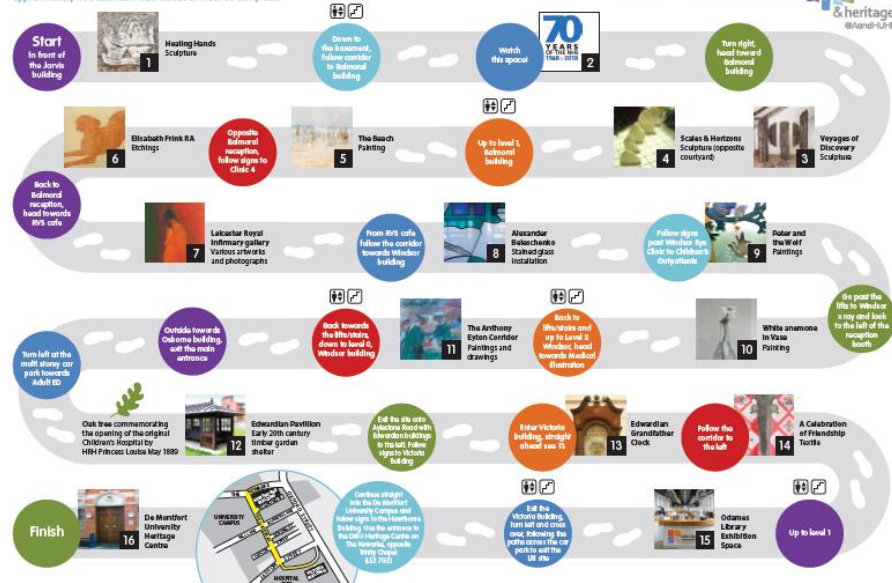 & heritage
Start
in front of
the Jarvis
building
1
Healing Hands
Sculpture
Down to
the basement,
follow corridor
to Balmoral
building
Watch
this space!
70
YEARS
OF THE NHS
1948 - 2018
2
Turn right,
head toward
Balmoral
building
6
Elisabeth Frink RA
Etchings
Opposite
Balmoral
reception,
follow signs to
Clinic 4
5
The Beach
Painting
Up to level 1,
Balmoral
building
4
Scales & Horizons
Sculpture (opposite
courtyard)
3
Voyages of
Discovery
Sculpture
Back to
Balmoral
reception,
head towards
RVS cafe
7
Leicester Royal
Infirmary gallery
Various artworks
and photographs
From RVS cafe
follow the corridor
towards Windsor
building
8
Alexander
Beleschenko
Stained glass
installation
Follow signs
past Windsor Eye
Clinic to Children's
Outpatients
9
Peter and
the Wolf
Paintings
Go past the
lifts to Windsor
x ray and look
to the left of the
reception
booth
Turn left at the
multi storey car
park towards
Adult ED
Outside towards
Osborne building,
exit the main
entrance
Back towards
the lifts/stairs,
down to level 0,
Windsor building
11
The Anthony
Eyton Corridor
Paintings and
drawings
Back to
lifts/stairs and
up to Level 2
Windsor, head
towards Medical
Illustration
10
White anemone
in Vase
Painting
Oak tree commemorating
the opening of the original
Children's Hospital by
HRH Princess Louise May 1889
12
Edwardian Pavillion
Early 20th century
timber garden
shelter
Exit the site onto
Aylestone Road with
Edwardian buildings
to the left. Follow
signs to Victoria
Building
Enter Victoria
building, straight
ahead see 13
13
Edwardian
Grandfather
Clock
Follow the
corridor to
the left
14
A Celebration
of Friendship
Textile
Finish
16
De Montfort
University
Heritage
Centre
UNIVERSITY
CAMPUS
HOSPITAL
Continue straight
into the De Montfort
University Campus and
follow signs to the Hawthorne
Building. Use the entrance to
the DMU Heritage Centre on
The Newarke, opposite
Trinity Chapel
Exit the
Victoria Building,
turn left and cross
over, following the
paths across the car
park to exit the
LRI site
15
Odames
Library
Exhibition
Space
Up to level 1